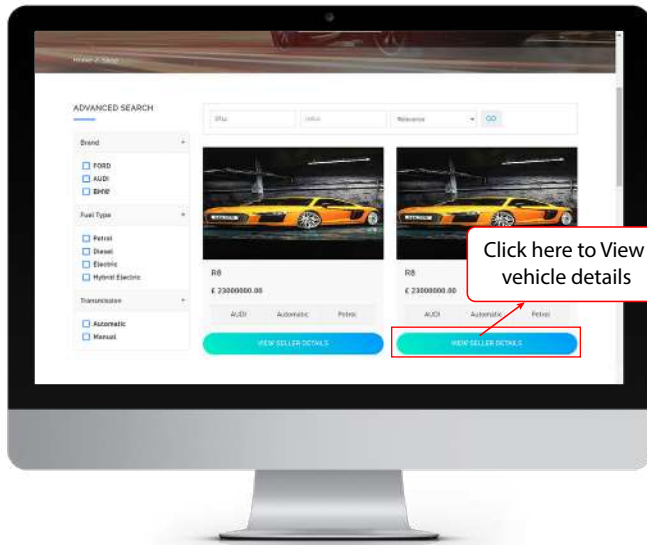 Home / Shop
ADVANCED SEARCH
Relevance
GO
Brand
FORD
AUDI
BMW
Fuel Type
Petrol
Diesel
Electric
Hybrid Electric
Transmission
Automatic
Manual
R8
£ 23000000.00
AUDI Automatic Petrol
VIEW SELLER DETAILS
R8
£ 23000000.00
AUDI Automatic Petrol
VIEW SELLER DETAILS
Click here to View
vehicle details